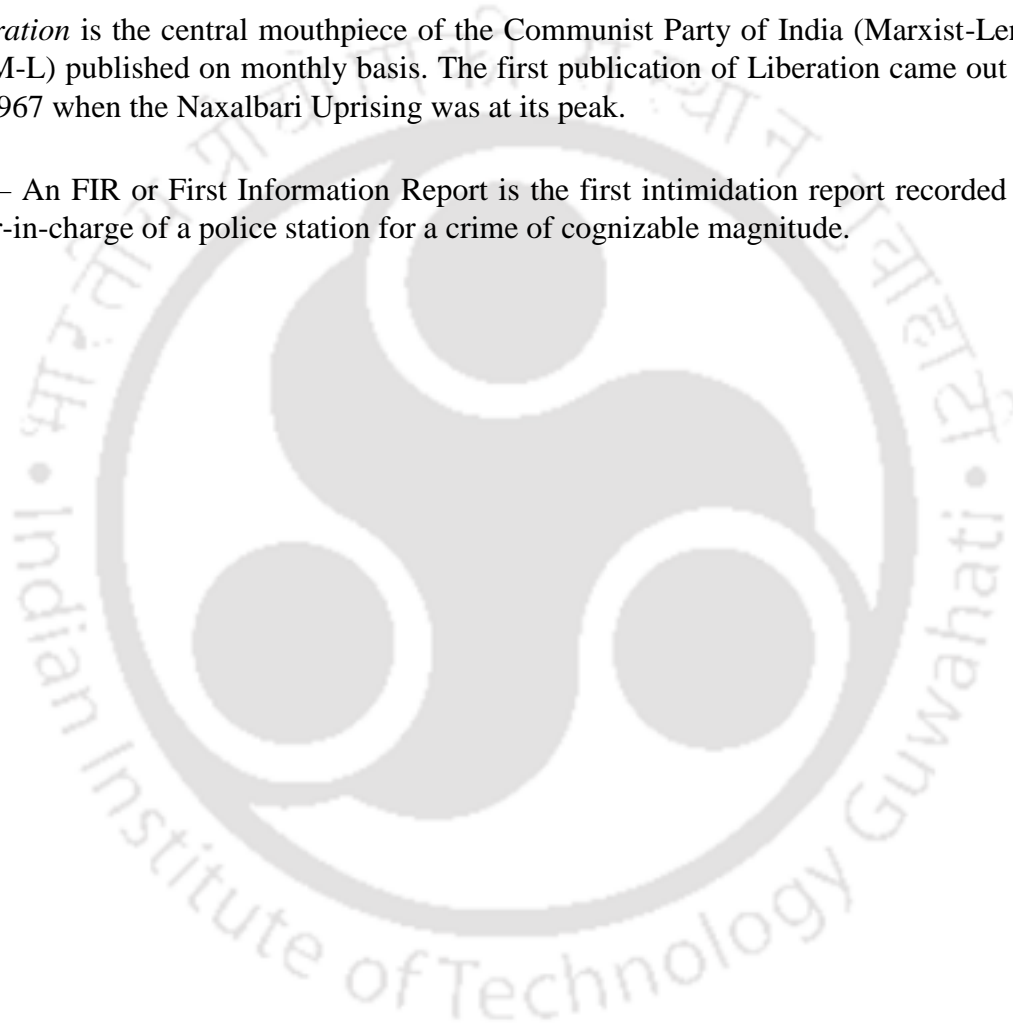 ration is the central mouthpiece of the Communist Party of India (Marxist-Len
M-L) published on monthly basis. The first publication of Liberation came out
967 when the Naxalbari Uprising was at its peak.
– An FIR or First Information Report is the first intimidation report recorded
r-in-charge of a police station for a crime of cognizable magnitude.
भारतीय प्रौद्योगिकी संस्थान गुवाहाटी
• Indian Institute of Technology Guwahati •